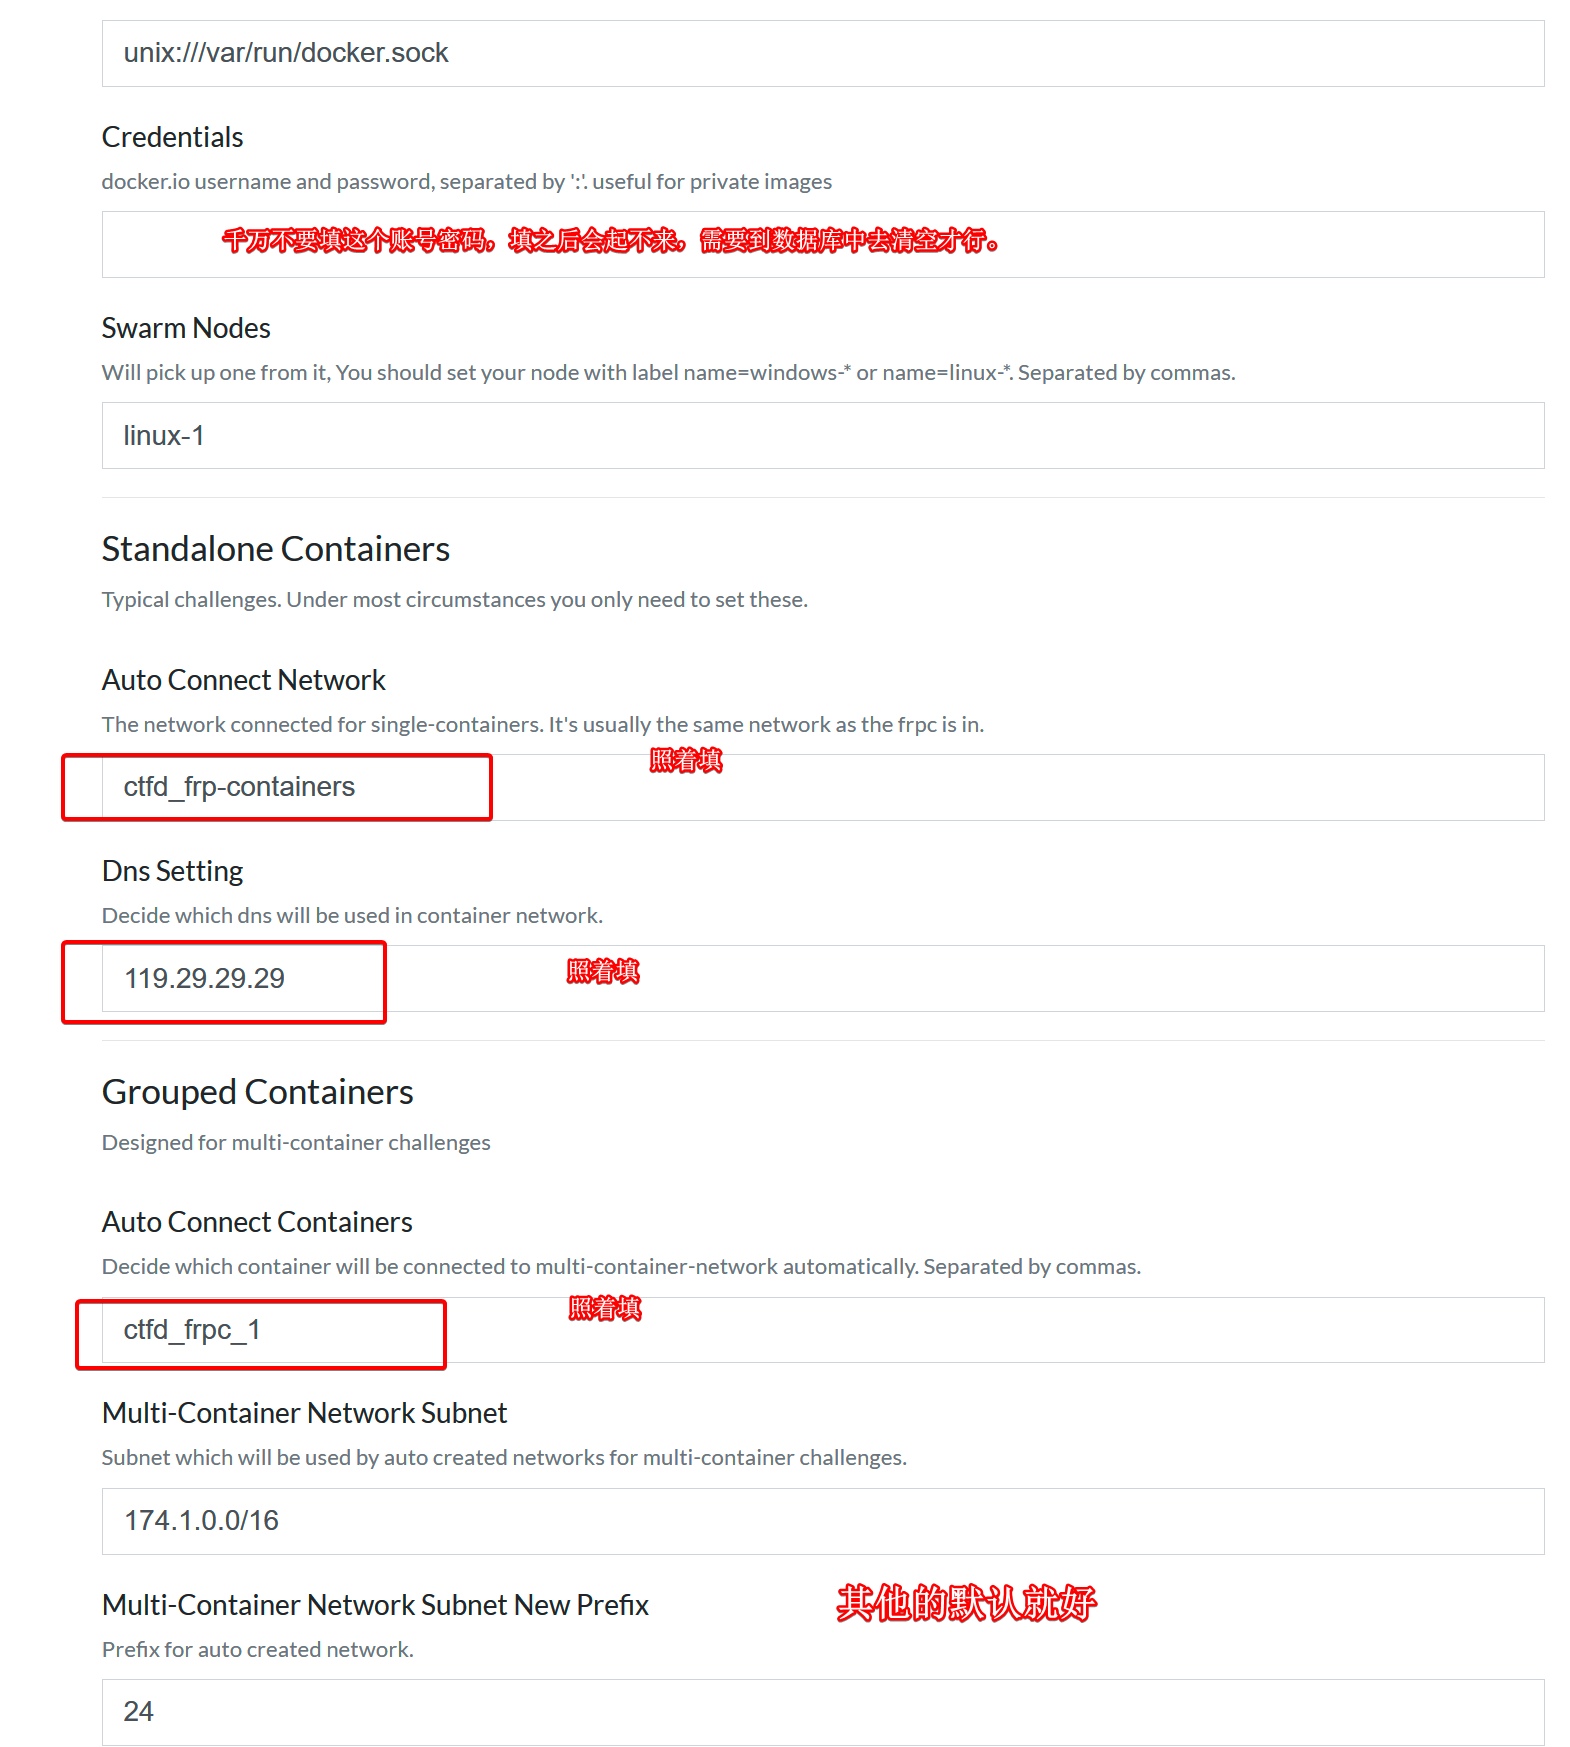 unix:///var/run/docker.sock
Credentials
docker.io username and password, separated by ':'. useful for private images
千万不要填这个账号密码，填之后会起不来，需要到数据库中去清空才行。
Swarm Nodes
Will pick up one from it, You should set your node with label name=windows-* or name=linux-*. Separated by commas.
linux-1
Standalone Containers
Typical challenges. Under most circumstances you only need to set these.
Auto Connect Network
The network connected for single-containers. It's usually the same network as the frpc is in.
照着填
ctfd_frp-containers
Dns Setting
Decide which dns will be used in container network.
119.29.29.29
照着填
Grouped Containers
Designed for multi-container challenges
Auto Connect Containers
Decide which container will be connected to multi-container-network automatically. Separated by commas.
照着填
ctfd_frpc_1
Multi-Container Network Subnet
Subnet which will be used by auto created networks for multi-container challenges.
174.1.0.0/16
Multi-Container Network Subnet New Prefix
其他的默认就好
Prefix for auto created network.
24